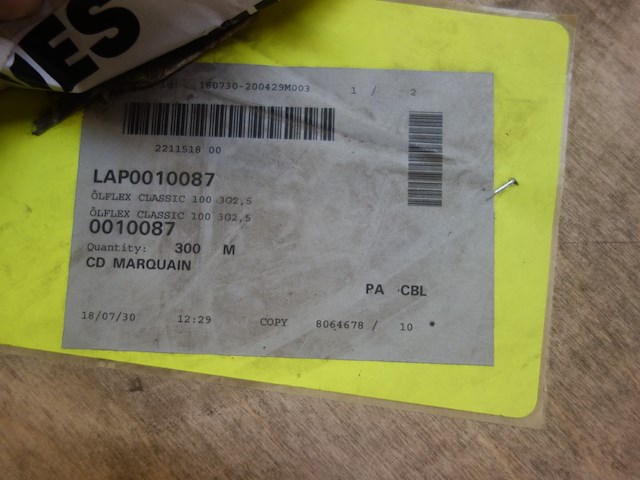 ES
180730-200429M003 1 / 2
2211518 00
LAP0010087
ÖLFLEX CLASSIC 100 3G2,5
ÖLFLEX CLASSIC 100 3G2,5
0010087
Quantity: 300 M
CD MARQUAIN
PA CBL
18/07/30 12:29 COPY 8064678 / 10 *